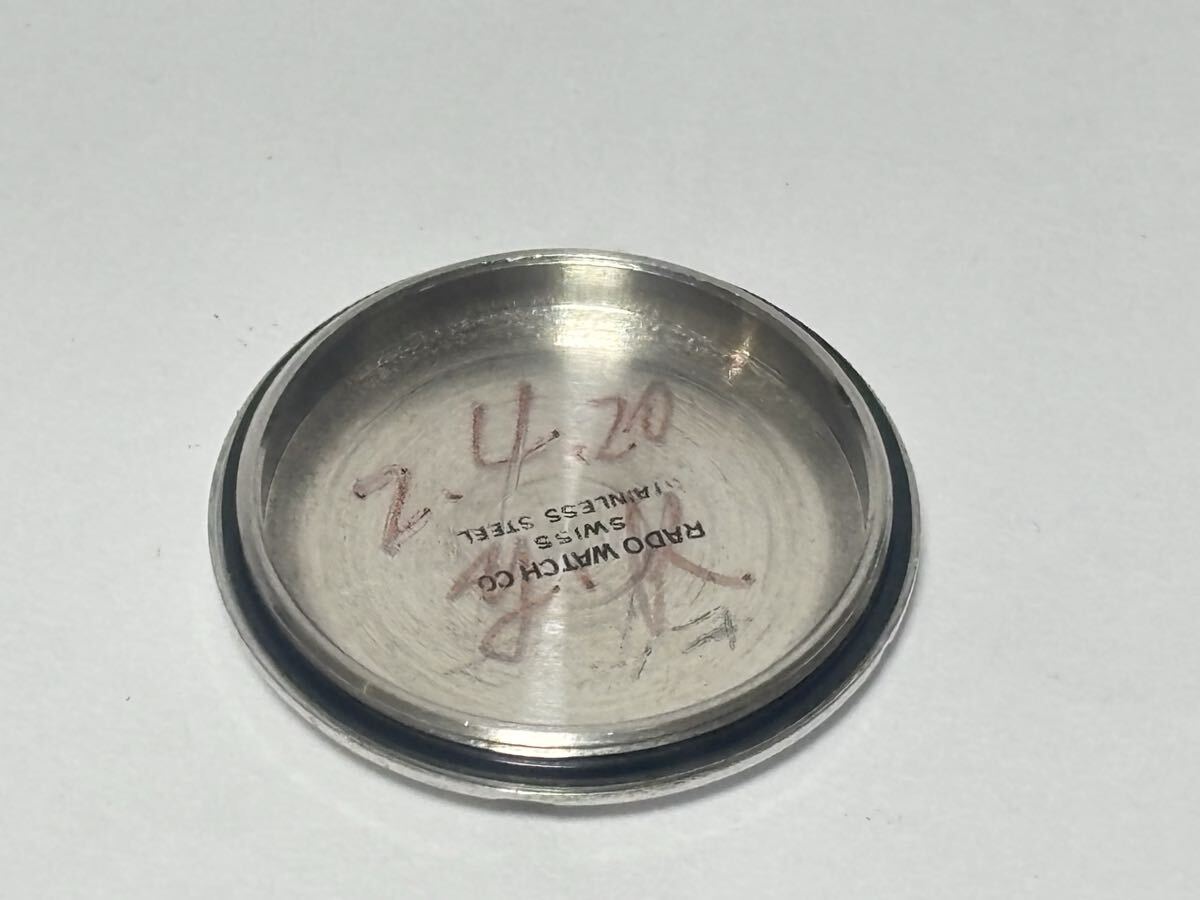 2.4.20
RADO WATCH CO
SWISS
STAINLESS STEEL